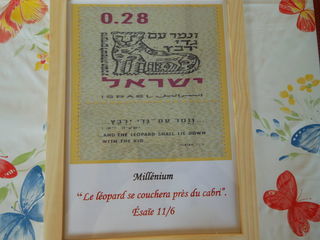 0.28
ונמר עם
גדי
ירבץ
ישראל
ISRAEL اسرائيل
...ונמר עם־גדי ירבץ...
...AND THE LEOPARD SHALL LIE DOWN
WITH THE KID...
Millénium
“Le léopard se couchera près du cabri”.
Ésaïe 11/6